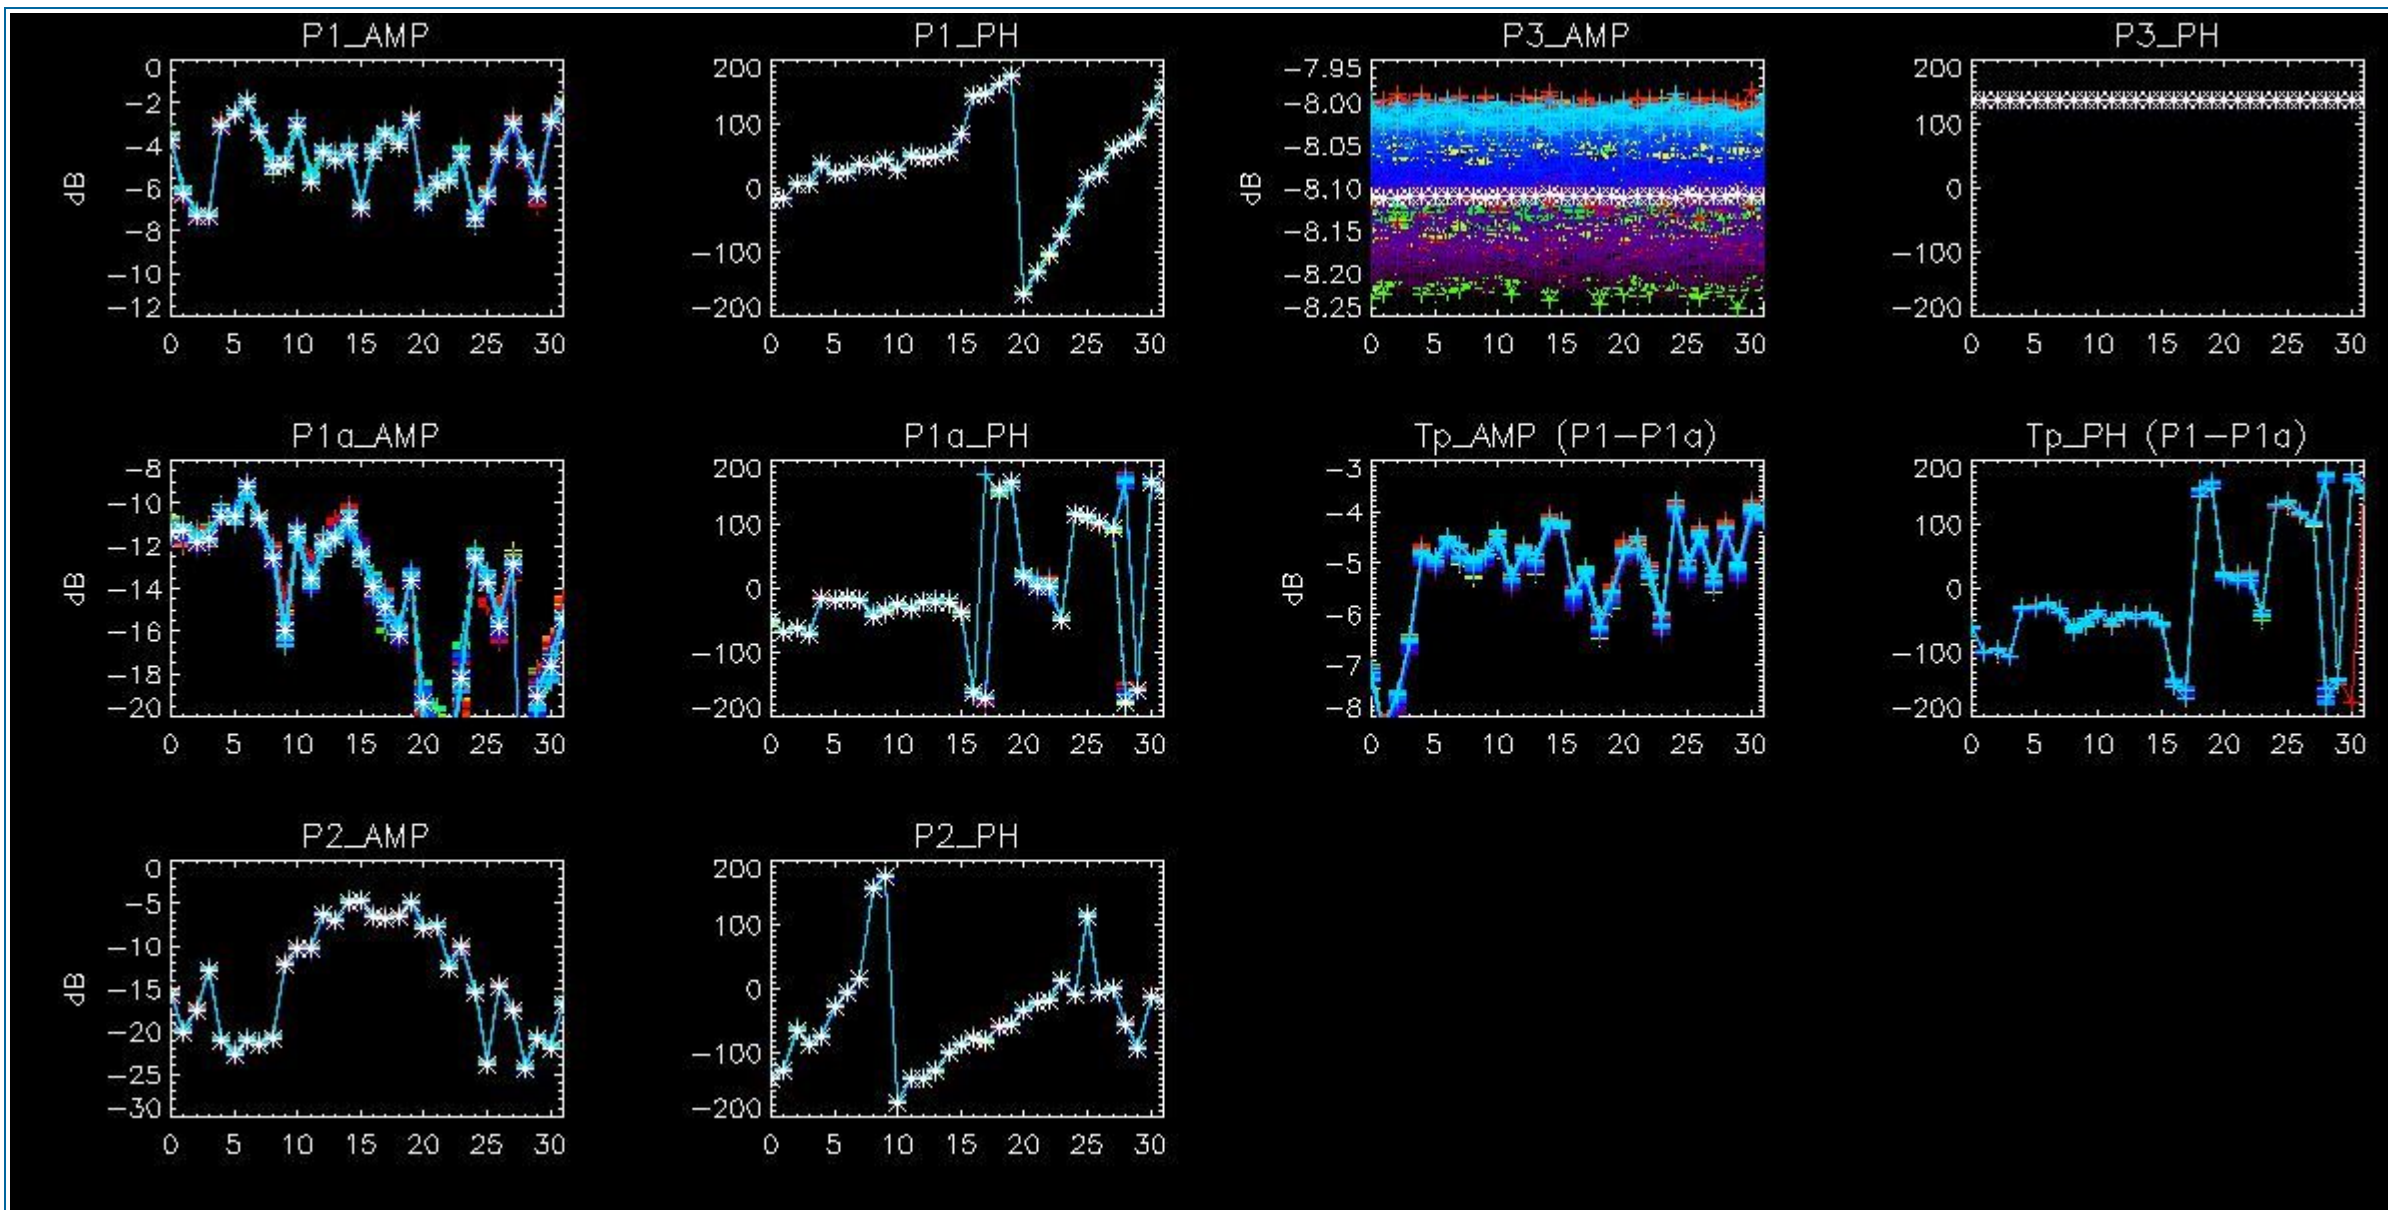 P1_AMP P1_PH P3_AMP P3_PH
0 200 -7.95 200
-2 -8.00
100 100
-4 -8.05
dB -6 0 dB -8.10 0
-8 -8.15
-100 -100
-10 -8.20
-12 -200 -8.25 -200
0 5 10 15 20 25 30 0 5 10 15 20 25 30 0 5 10 15 20 25 30 0 5 10 15 20 25 30
P1a_AMP P1a_PH Tp_AMP (P1-P1a) Tp_PH (P1-P1a)
-8 200 -3 200
-10
100 -4 100
-12
dB -14 0 dB -5 0
-16 -6
-100 -100
-18 -7
-20 -200 -8 -200
0 5 10 15 20 25 30 0 5 10 15 20 25 30 0 5 10 15 20 25 30 0 5 10 15 20 25 30
P2_AMP P2_PH
0 200
-5
100
-10
dB -15 0
-20
-100
-25
-30 -200
0 5 10 15 20 25 30 0 5 10 15 20 25 30